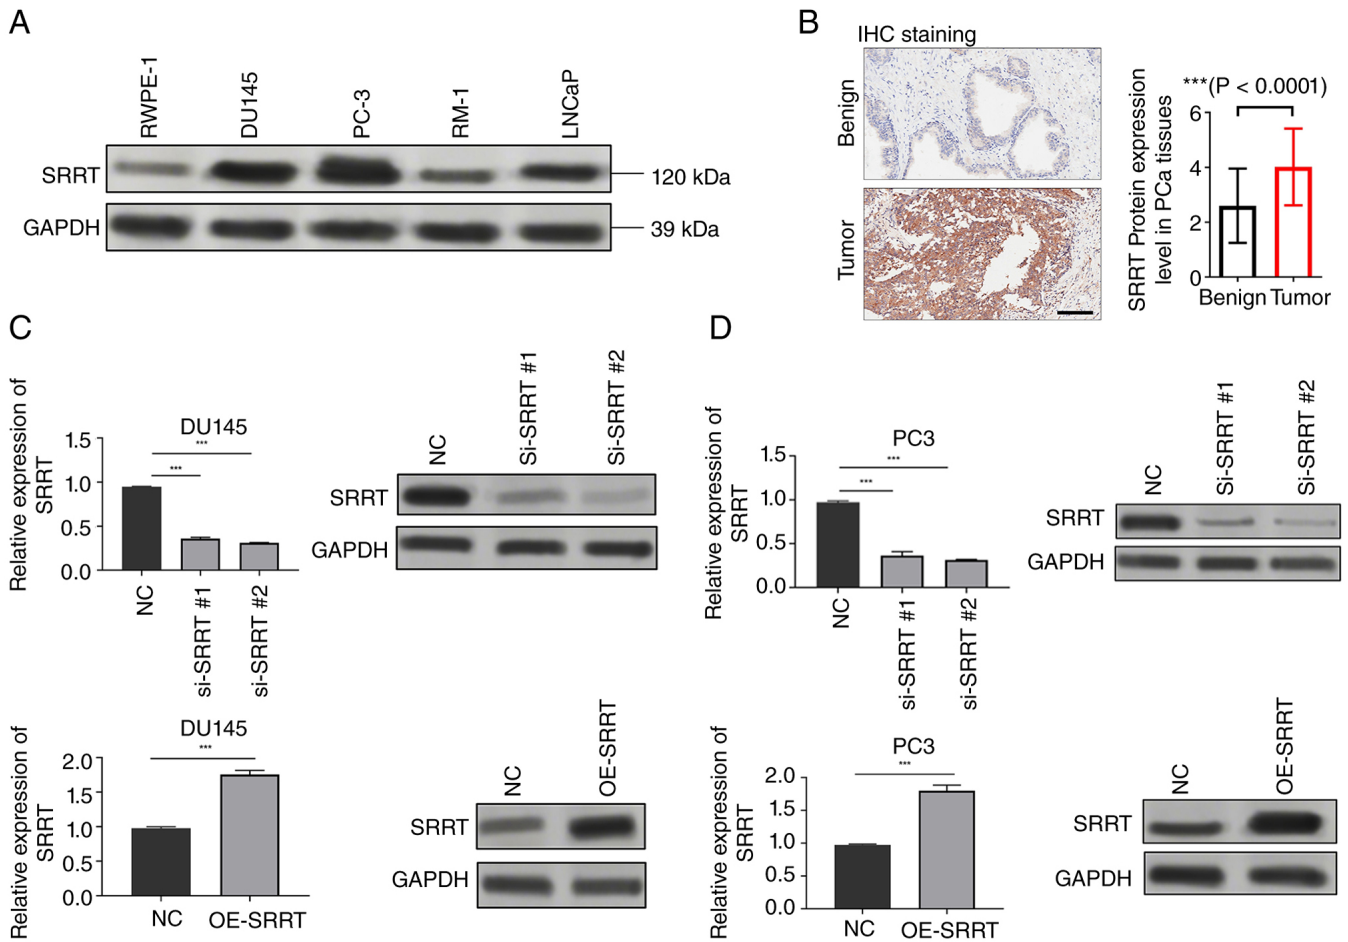 A
RWPE-1
DU145
PC-3
RM-1
LNCaP
SRRT
120 kDa
GAPDH
39 kDa
B
IHC staining
Benign
Tumor
SRRT Protein expression
level in PCa tissues
***(P < 0.0001)
6
4
2
0
Benign Tumor
C
Relative expression of
SRRT
DU145
***
***
1.5
1.0
0.5
0.0
NC
si-SRRT #1
si-SRRT #2
NC
Si-SRRT #1
Si-SRRT #2
SRRT
GAPDH
Relative expression of
SRRT
DU145
***
2.0
1.5
1.0
0.5
0.0
NC OE-SRRT
NC
OE-SRRT
SRRT
GAPDH
D
Relative expression of
SRRT
PC3
***
***
1.5
1.0
0.5
0.0
NC
si-SRRT #1
si-SRRT #2
NC
Si-SRRT #1
Si-SRRT #2
SRRT
GAPDH
Relative expression of
SRRT
PC3
***
2.0
1.5
1.0
0.5
0.0
NC OE-SRRT
NC
OE-SRRT
SRRT
GAPDH